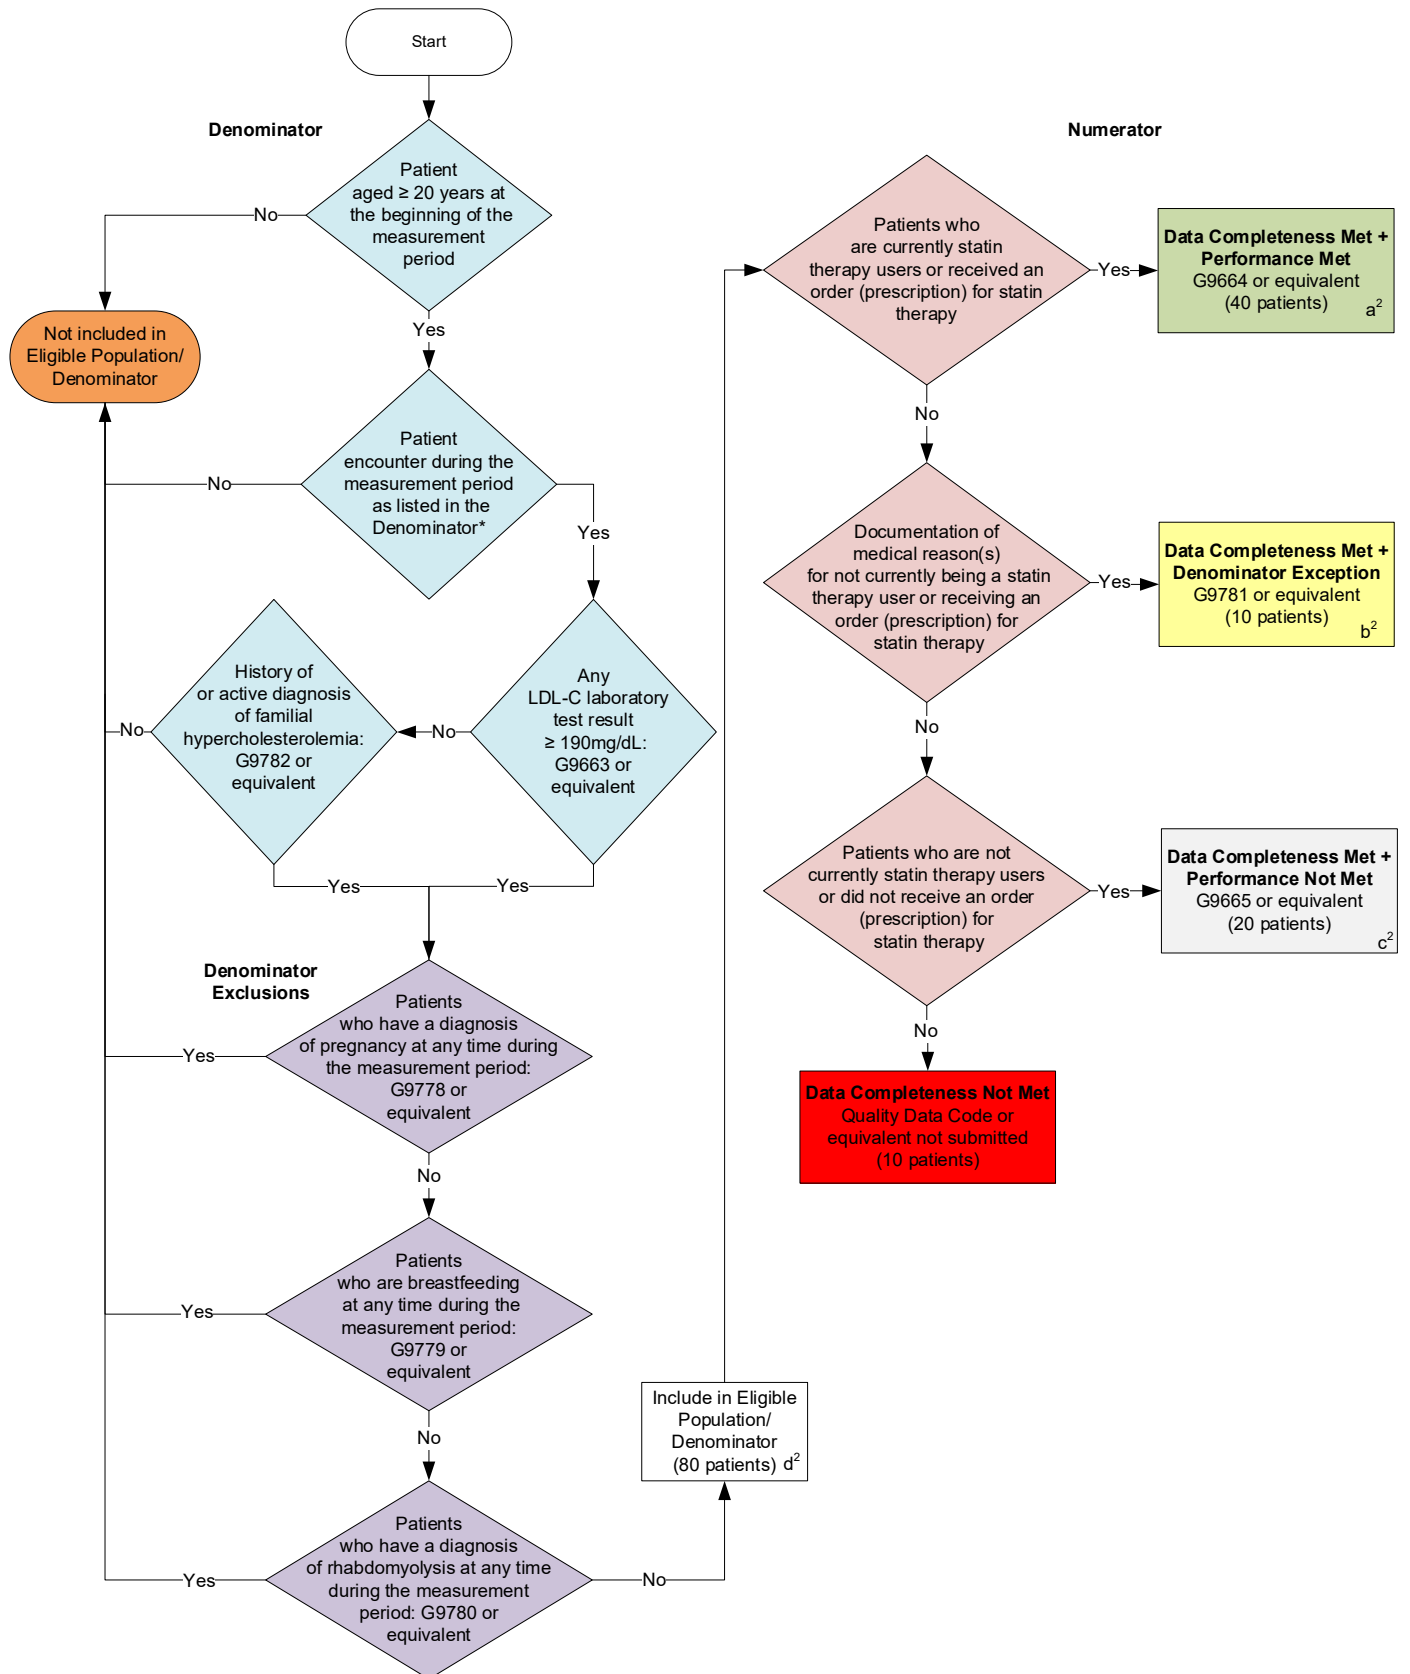 Start
Denominator
Patient
aged ≥ 20 years at
the beginning of the
measurement
period
No
Yes
Not included in
Eligible Population/
Denominator
Patient
encounter during the
measurement period
as listed in the
Denominator*
No
Yes
History of
or active diagnosis
of familial
hypercholesterolemia:
G9782 or
equivalent
No
Any
LDL-C laboratory
test result
≥ 190mg/dL:
G9663 or
equivalent
No
Yes
Yes
Denominator
Exclusions
Patients
who have a diagnosis
of pregnancy at any time during
the measurement period:
G9778 or
equivalent
Yes
No
Patients
who are breastfeeding
at any time during the
measurement period:
G9779 or
equivalent
Yes
No
Patients
who have a diagnosis
of rhabdomyolysis at any time
during the measurement
period: G9780 or
equivalent
Yes
No
Include in Eligible
Population/
Denominator
(80 patients) d²
Numerator
Patients who
are currently statin
therapy users or received an
order (prescription) for statin
therapy
Yes
Data Completeness Met +
Performance Met
G9664 or equivalent
(40 patients)
a²
No
Documentation of
medical reason(s)
for not currently being a statin
therapy user or receiving an
order (prescription) for
statin therapy
Yes
Data Completeness Met +
Denominator Exception
G9781 or equivalent
(10 patients)
b²
No
Patients who are not
currently statin therapy users
or did not receive an order
(prescription) for
statin therapy
Yes
Data Completeness Met +
Performance Not Met
G9665 or equivalent
(20 patients)
c²
No
Data Completeness Not Met
Quality Data Code or
equivalent not submitted
(10 patients)